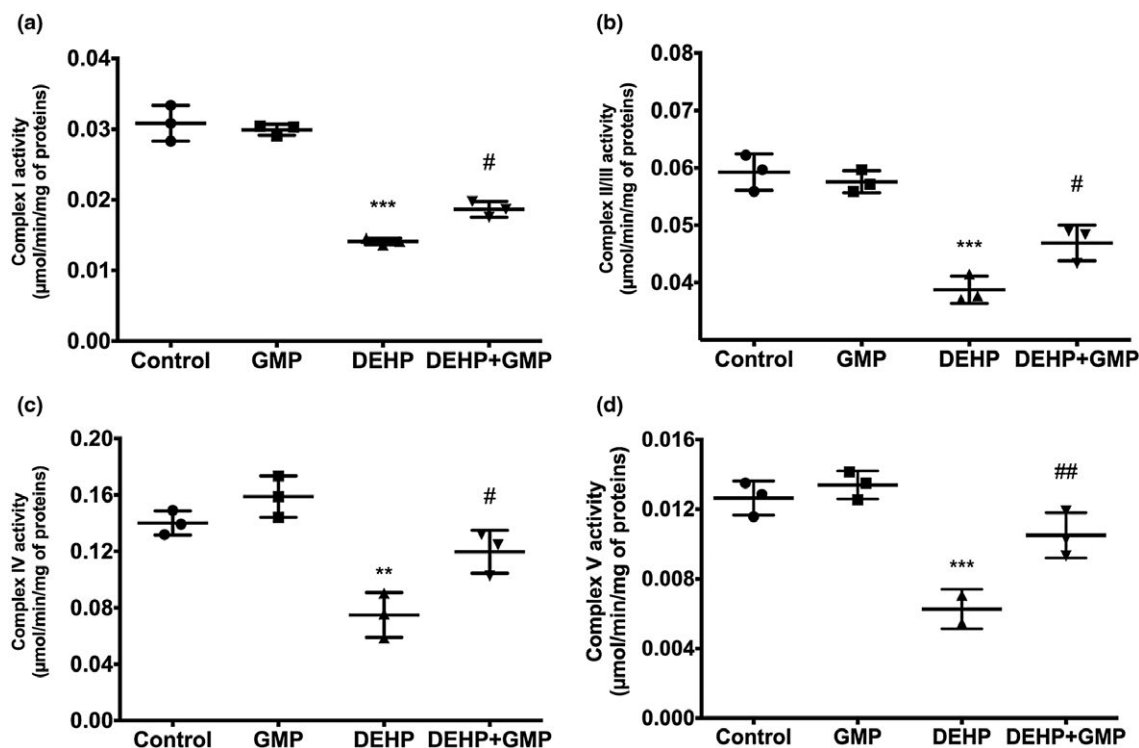 (a)
Complex I activity
(µmol/min/mg of proteins)
0.04
0.03
0.02
0.01
0.00
***
#
Control GMP DEHP DEHP+GMP
(b)
Complex II/III activity
(µmol/min/mg of proteins)
0.08
0.06
0.04
***
#
Control GMP DEHP DEHP+GMP
(c)
Complex IV activity
(µmol/min/mg of proteins)
0.20
0.16
0.12
0.08
0.04
0.00
**
#
Control GMP DEHP DEHP+GMP
(d)
Complex V activity
(µmol/min/mg of proteins)
0.016
0.012
0.008
0.004
0.000
***
##
Control GMP DEHP DEHP+GMP